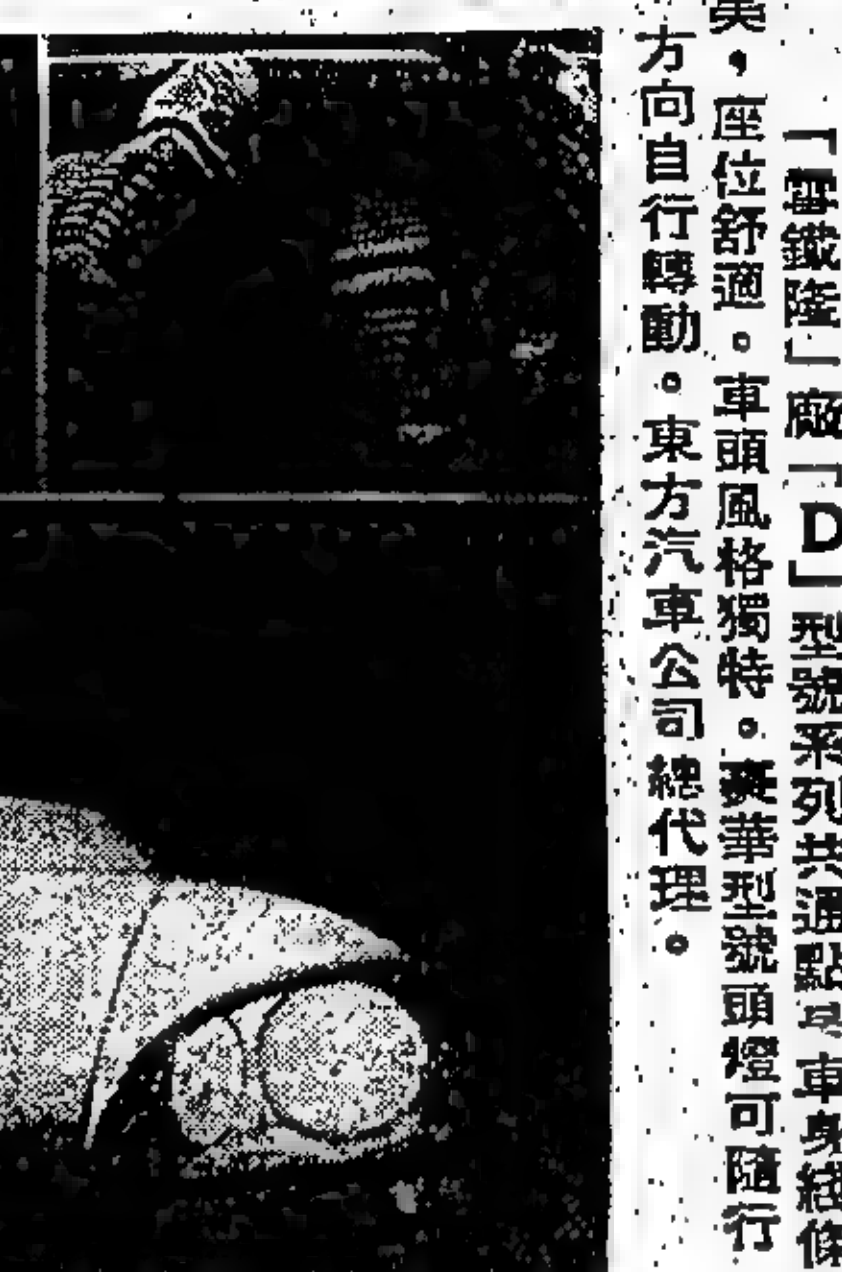 「雪鐵隆」廠「D」型號系列共通點是車身綫條
美，座位舒適。車頭風格獨特。豪華型號頭燈可隨行
方向自行轉動。東方汽車公司總代理。